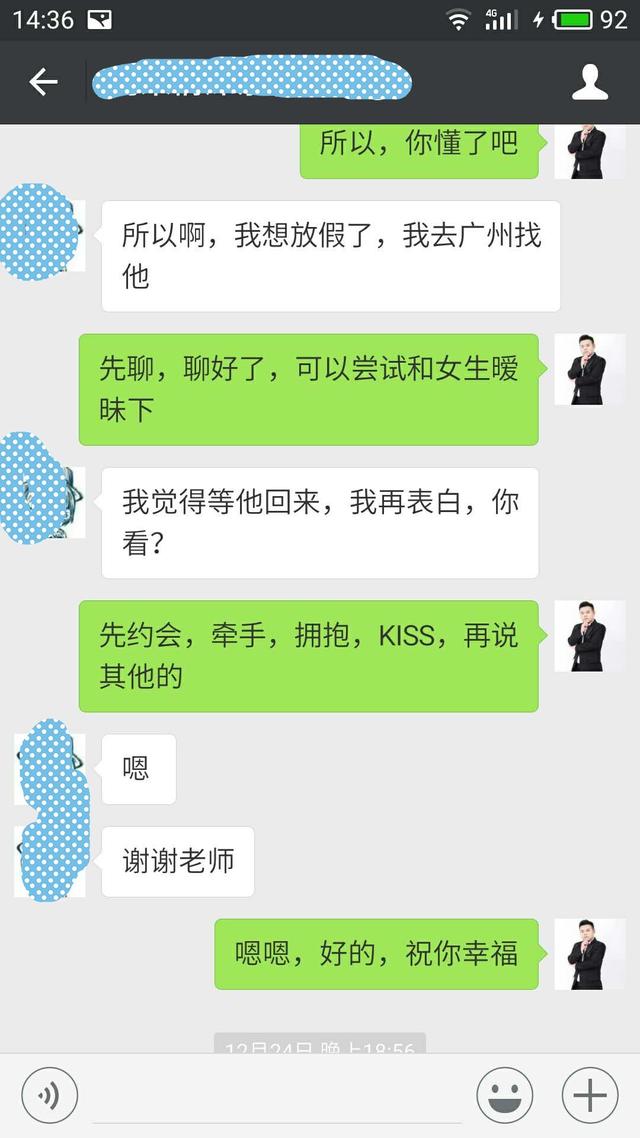 14:36
4G
92
所以，你懂了吧
所以啊，我想放假了，我去广州找
他
先聊，聊好了，可以尝试和女生暧
昧下
我觉得等他回来，我再表白，你
看？
先约会，牵手，拥抱，KISS，再说
其他的
嗯
谢谢老师
嗯嗯，好的，祝你幸福
12月24日 晚上18:56